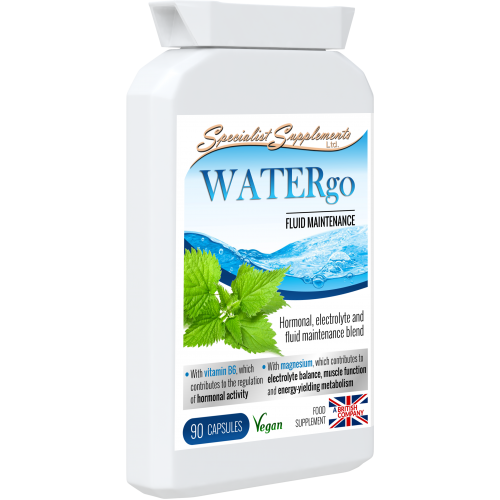 Specialist Supplements
Ltd.
WATERgo
FLUID MAINTENANCE
Hormonal, electrolyte and
fluid maintenance blend
• With vitamin B6, which
contributes to the regulation
of hormonal activity
• With magnesium, which contributes to
electrolyte balance, muscle function
and energy-yielding metabolism
90 CAPSULES
Vegan
FOOD
SUPPLEMENT
A BRITISH
COMPANY